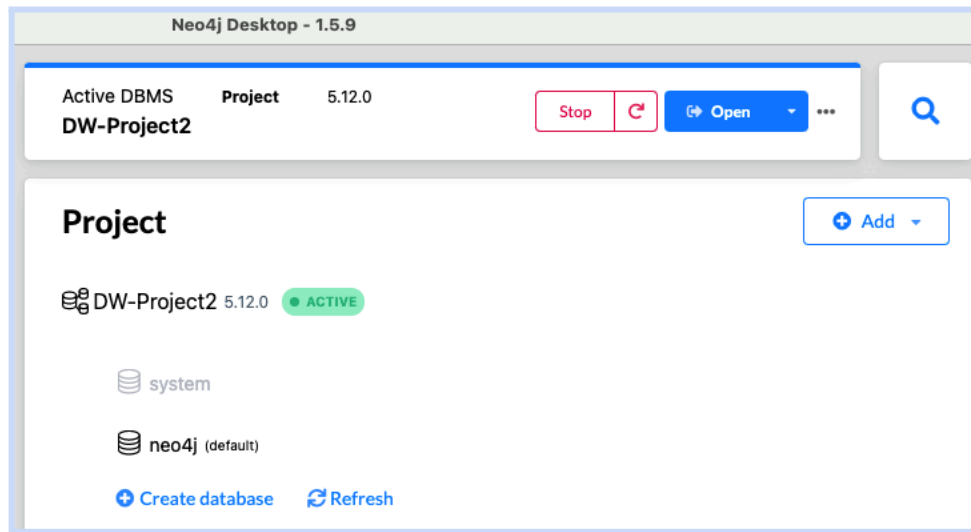 Neo4j Desktop - 1.5.9
Active DBMS Project 5.12.0
DW-Project2
Stop
Open
Project
Add
DW-Project2 5.12.0 ACTIVE
system
neo4j (default)
Create database Refresh